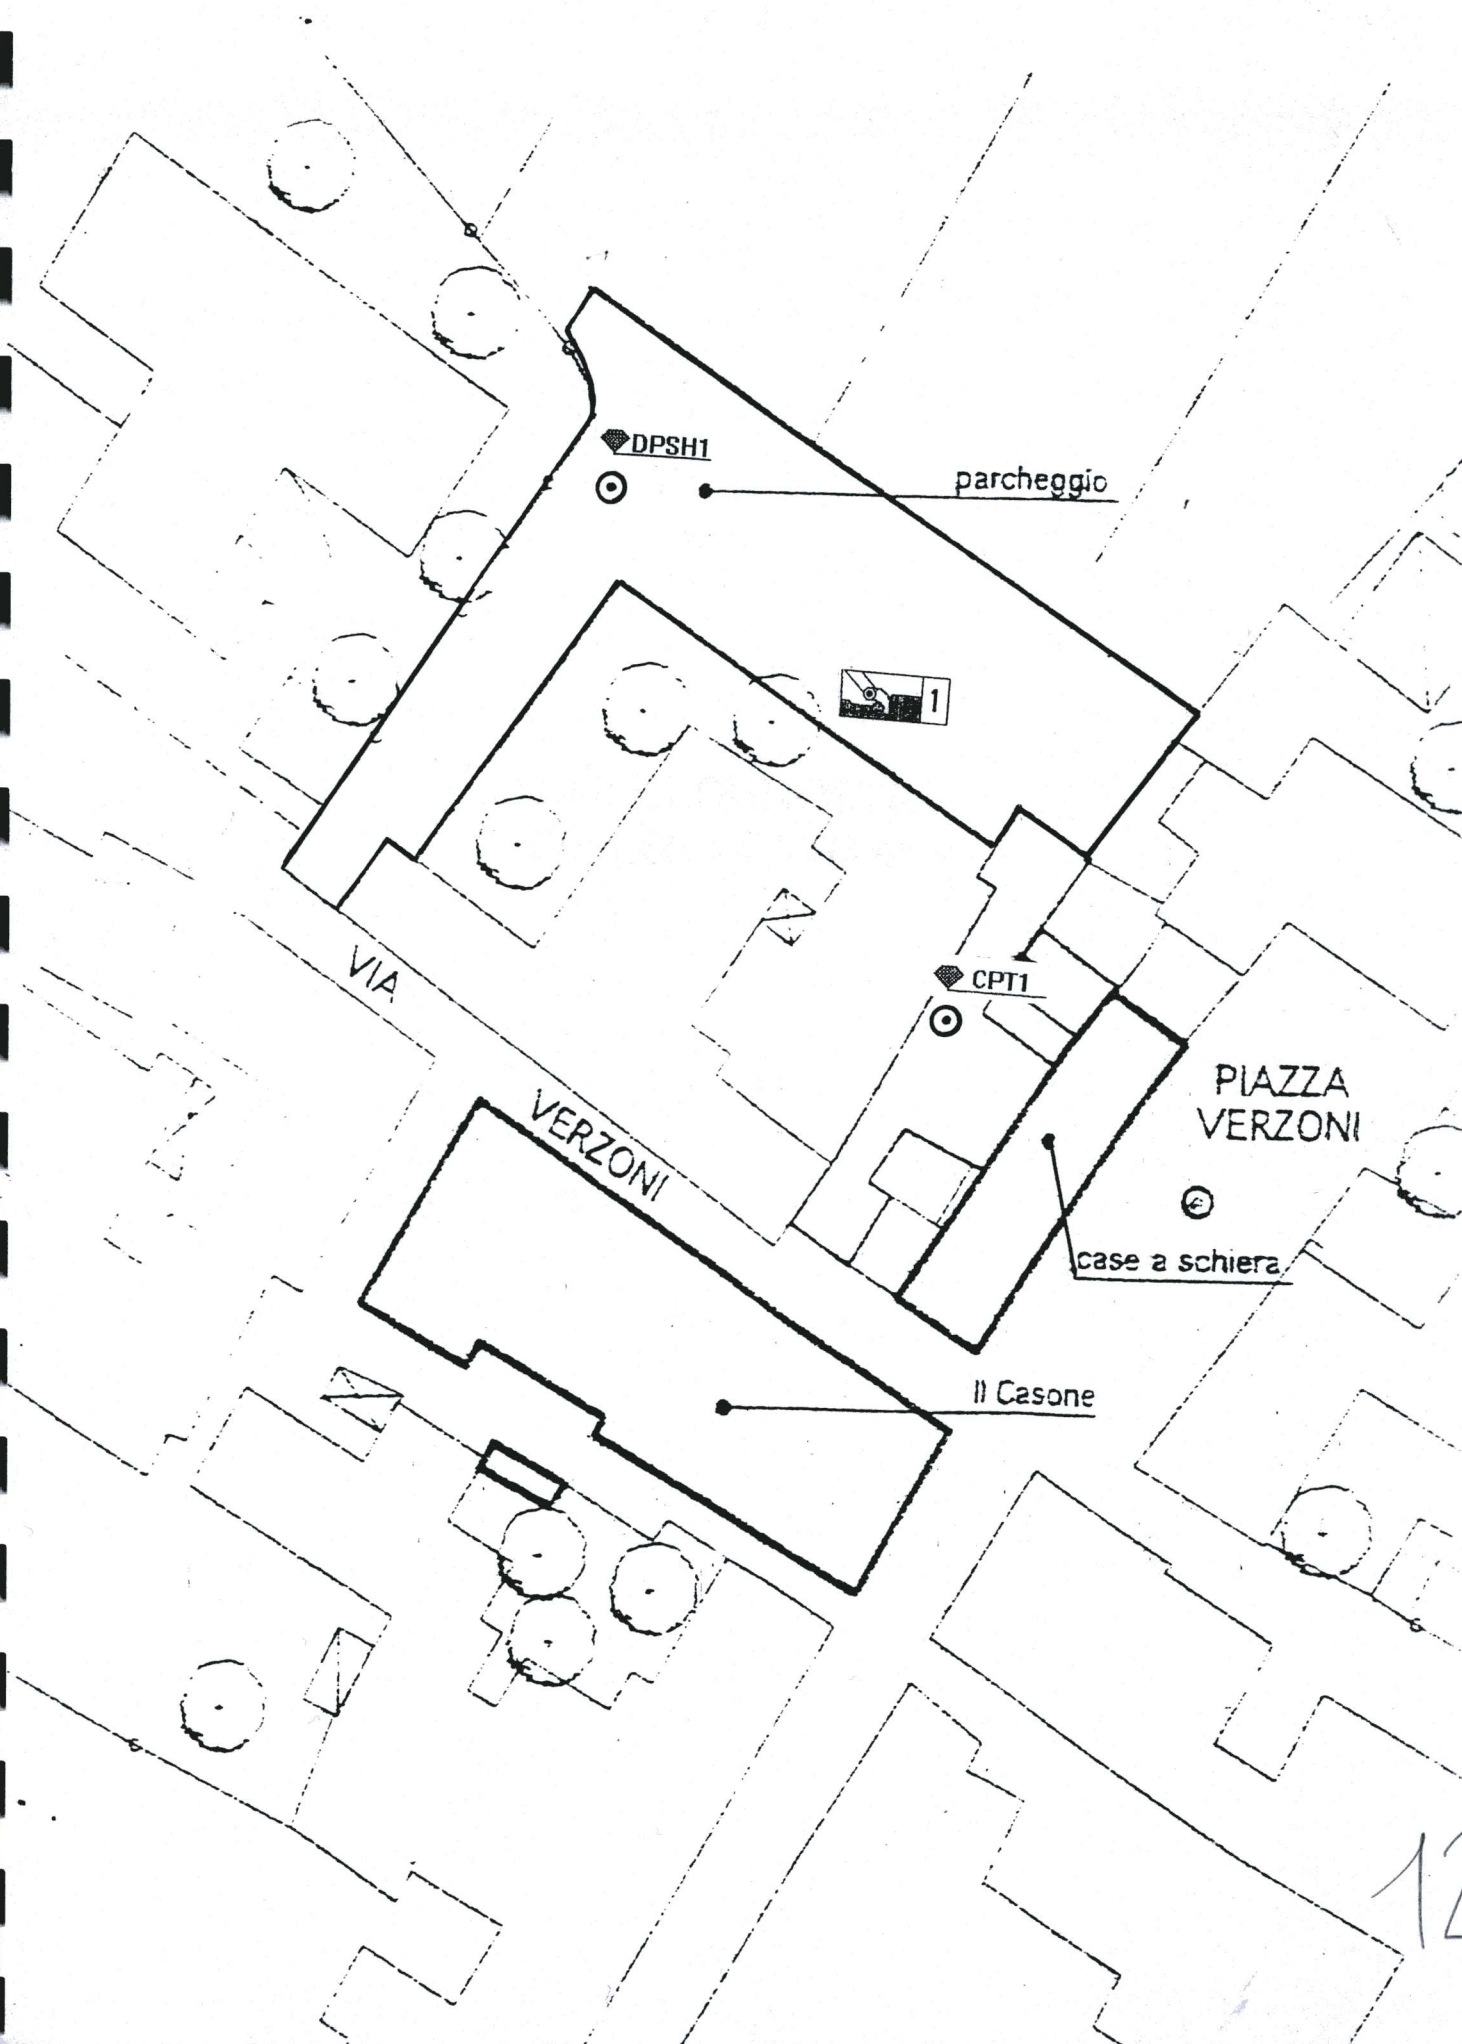 DPSH1
parcheggio
1
VIA
CPT1
PIAZZA
VERZONI
VERZONI
case a schiera
Il Casone
12